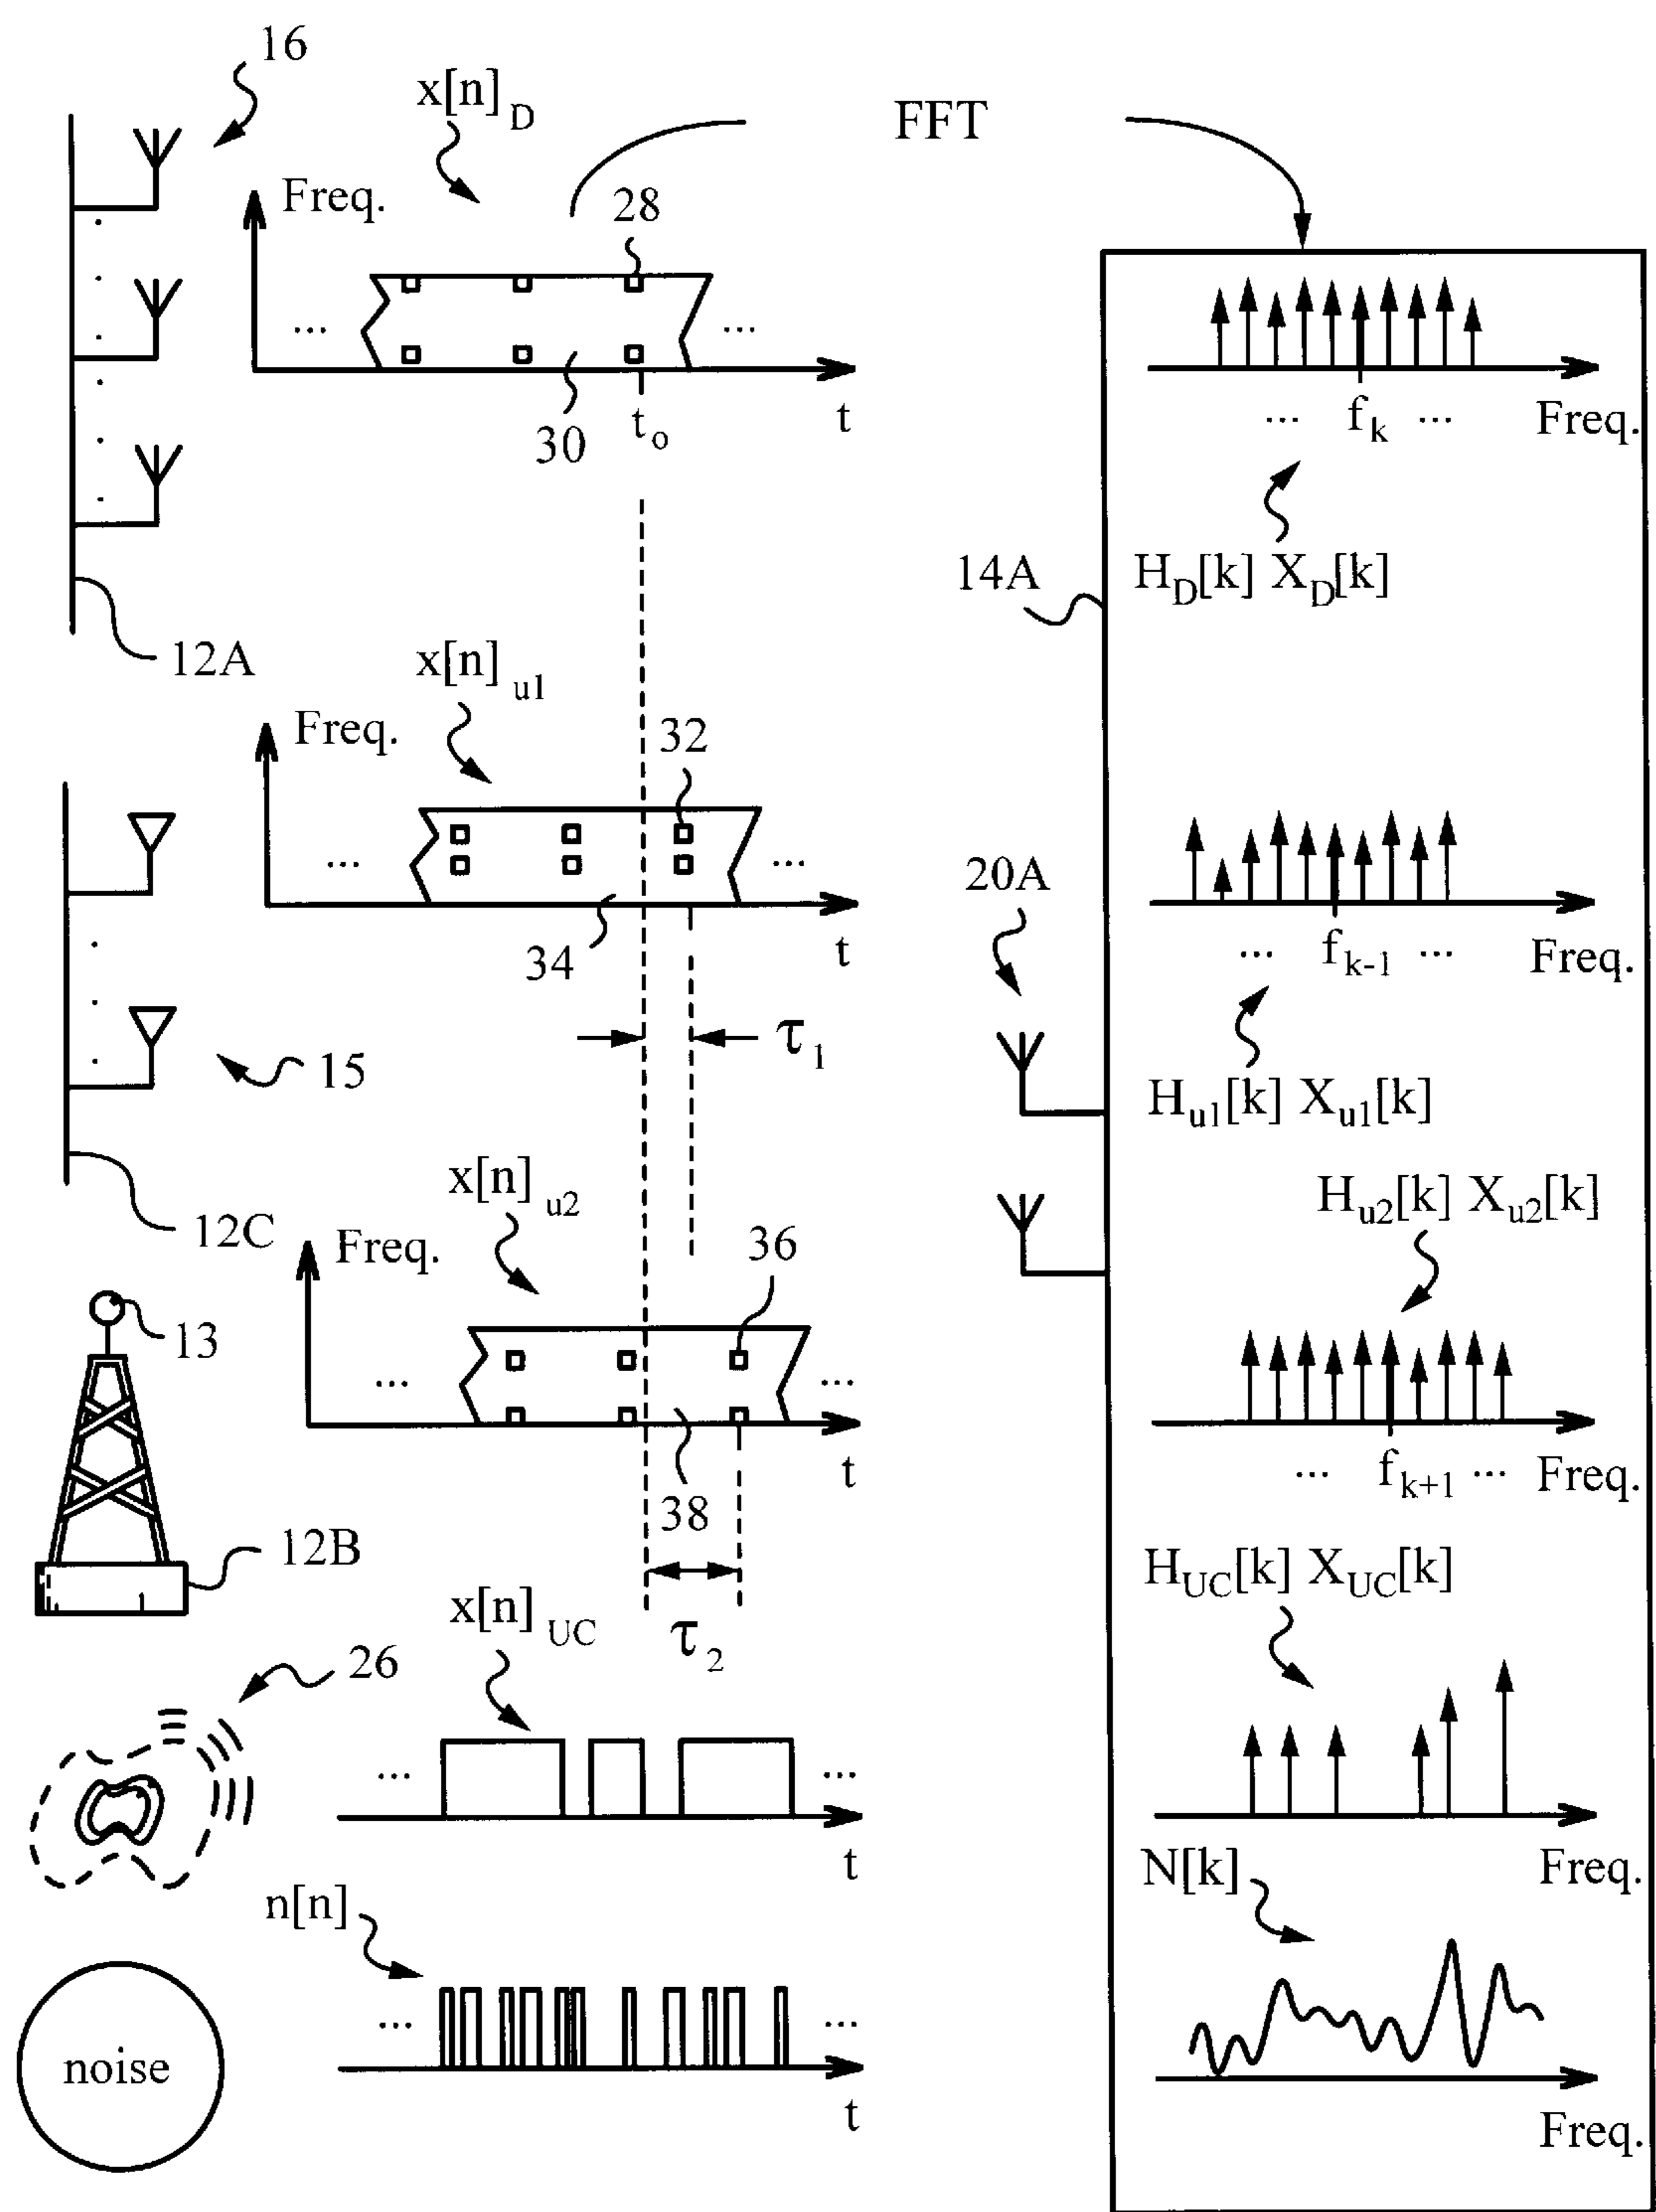 16
x[n]D
FFT
Freq.
28
...
...
30
to
t
12A
fk
...
...
Freq.
HD[k] XD[k]
14A
x[n]u1
Freq.
32
...
...
34
t
τ1
15
12C
20A
...
fk-1
...
Freq.
Hu1[k] Xu1[k]
x[n]u2
Freq.
36
13
...
...
38
t
12B
τ2
Hu2[k] Xu2[k]
...
fk+1
...
Freq.
HUC[k] XUC[k]
x[n]UC
26
...
...
t
Freq.
N[k]
n[n]
noise
...
...
t
Freq.